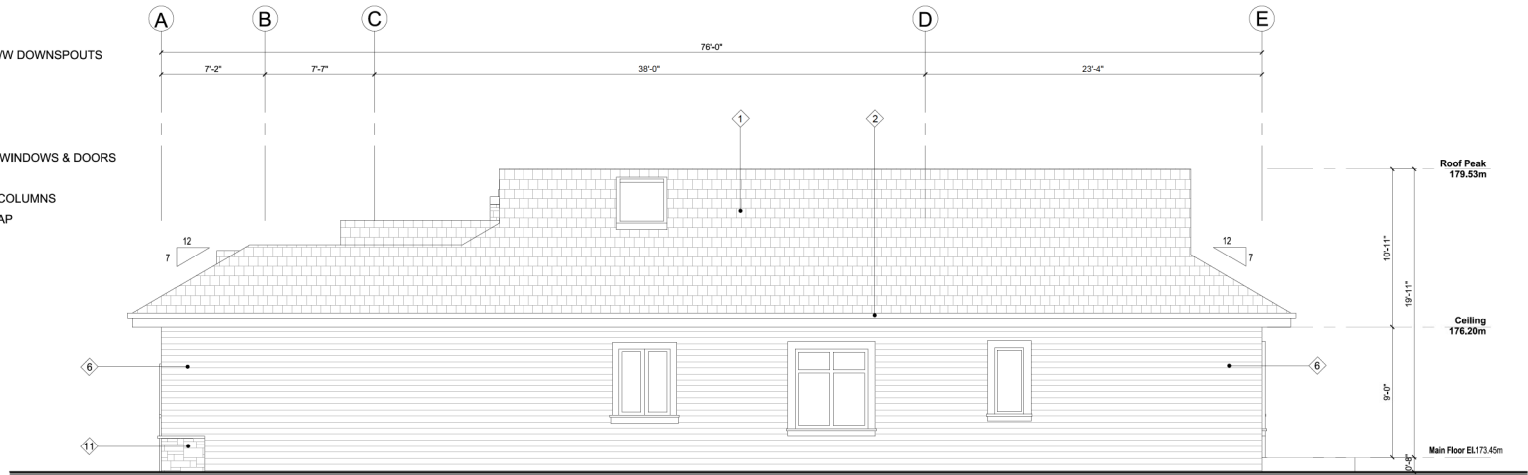 A B C D E
/W DOWNSPOUTS
76'-0"
7'-2" 7'-7" 38'-0" 23'-4"
1 2
WINDOWS & DOORS
Roof Peak
179.53m
COLUMNS
AP
12 12
7 7
10'-11"
19'-11"
Ceiling
176.20m
6 6
9'-0"
11
Main Floor El.173.45m
0'-8"